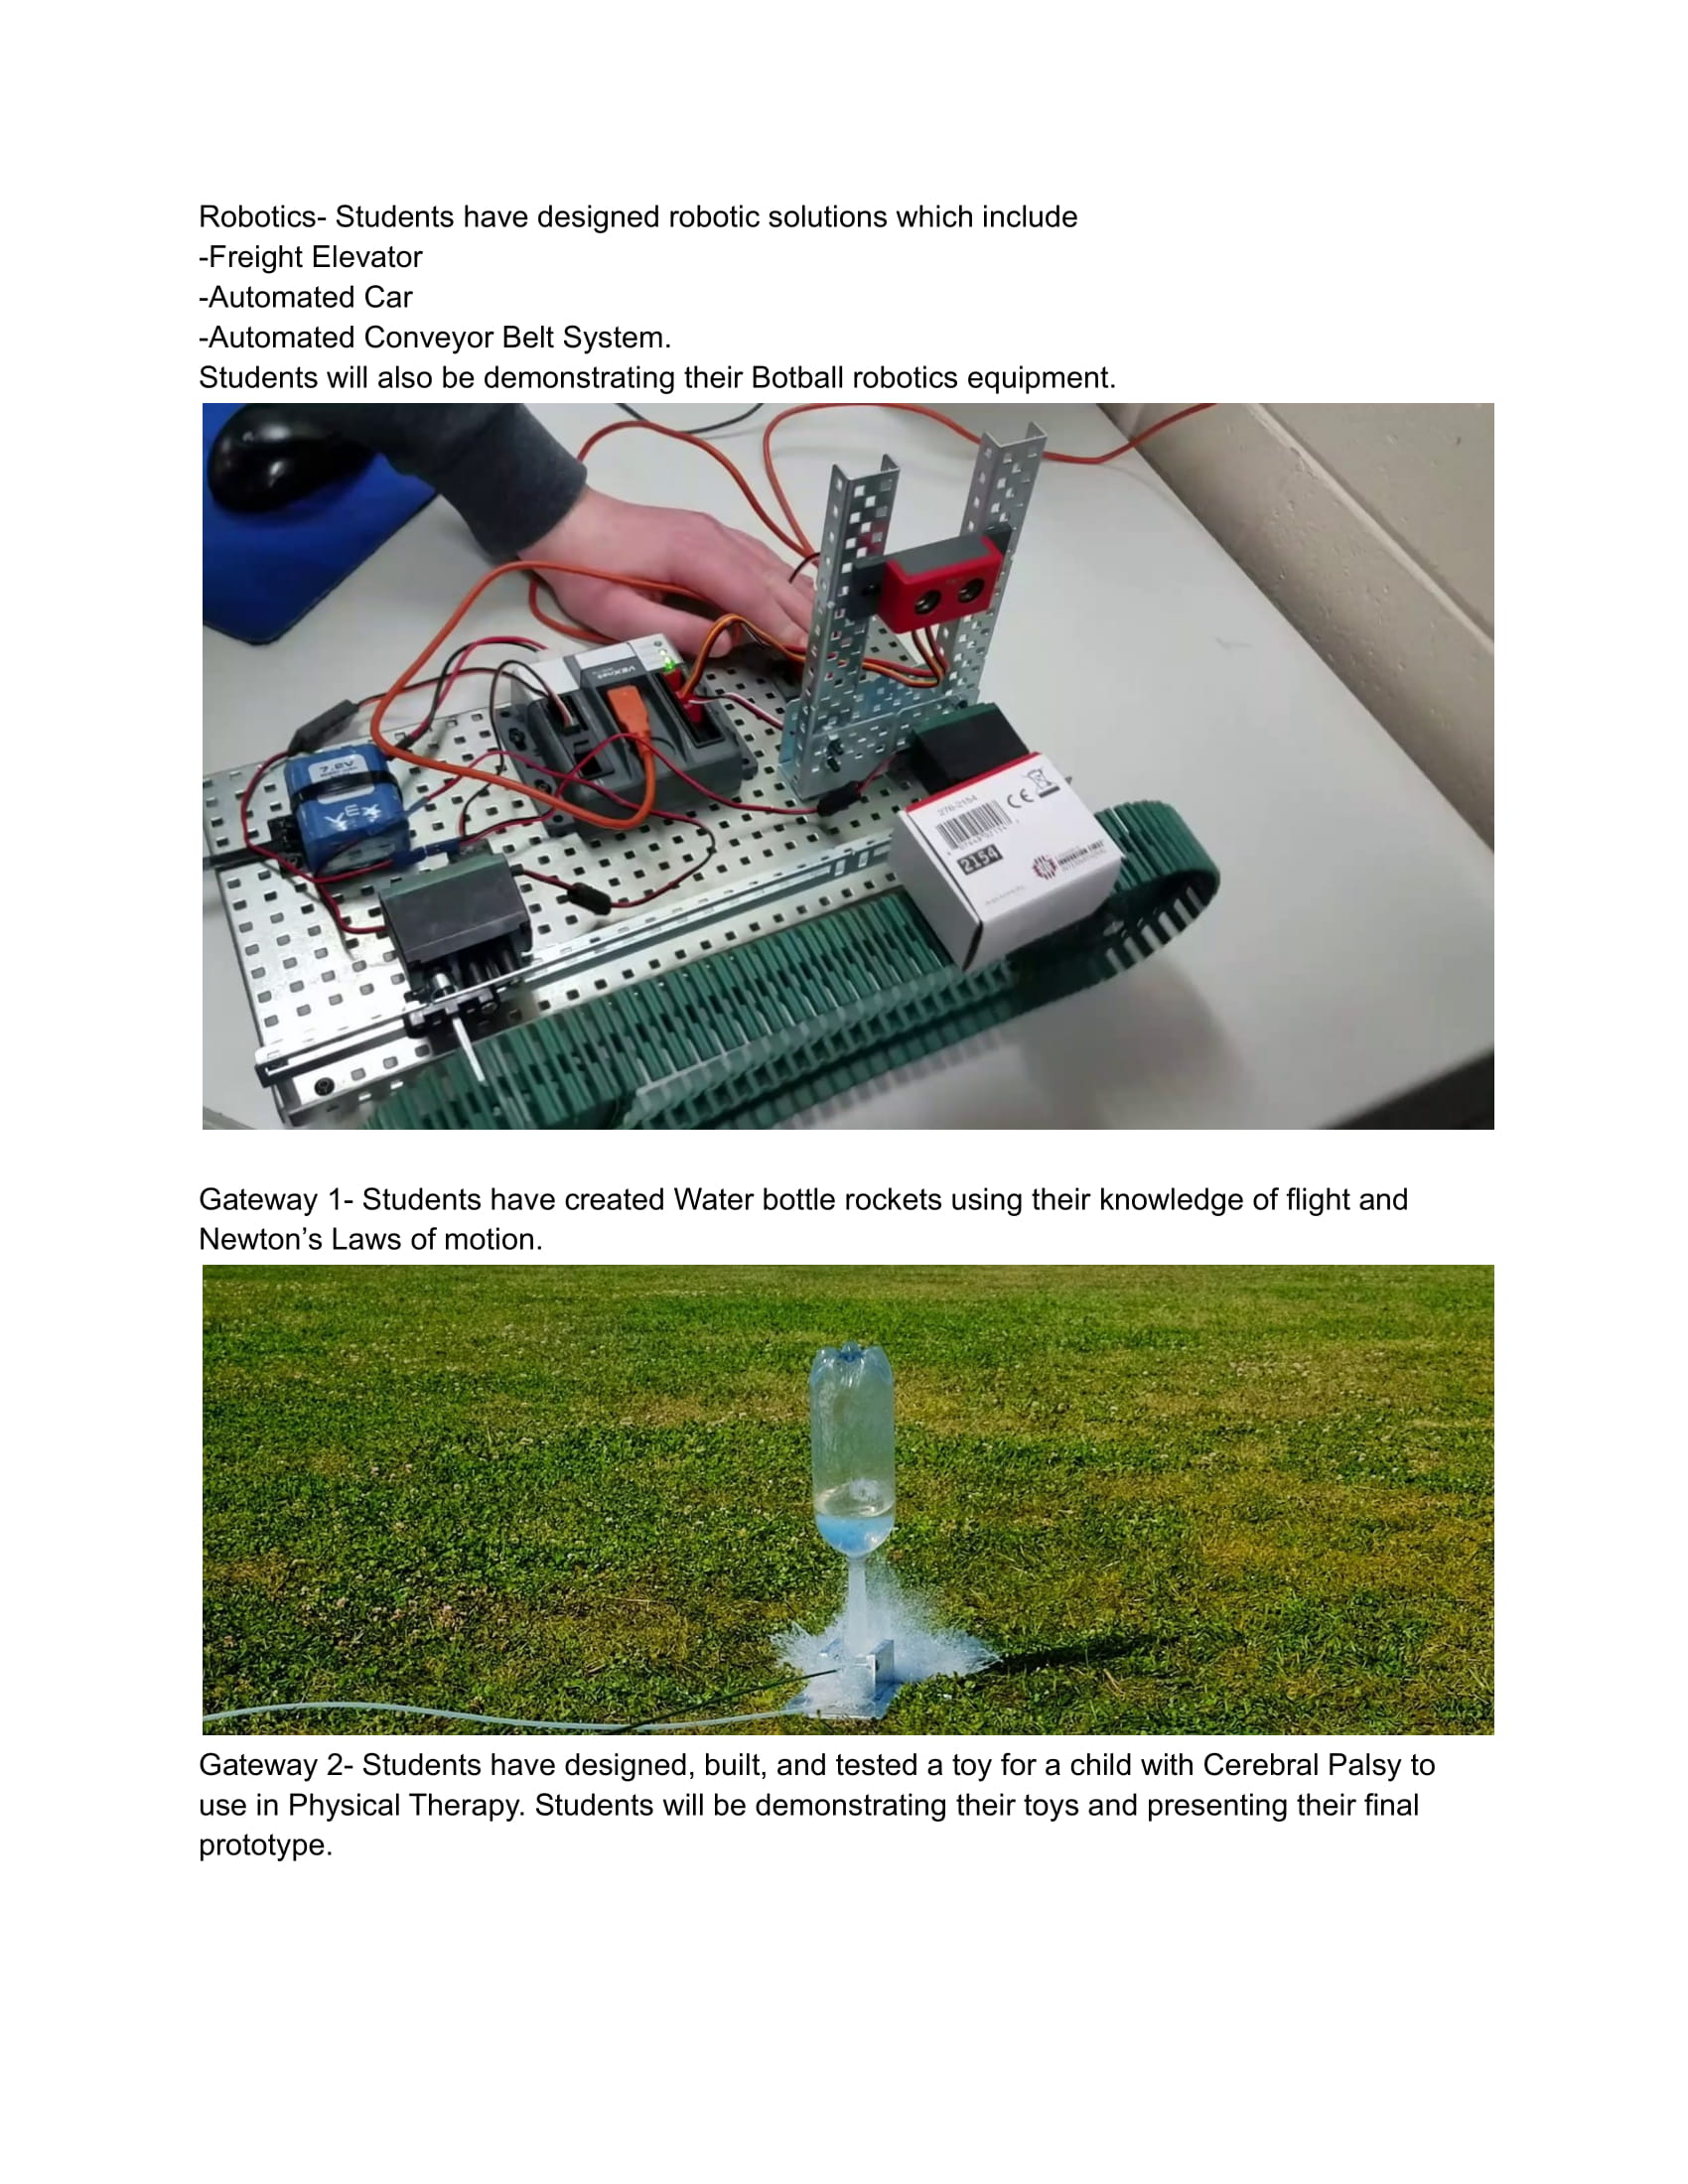 Robotics- Students have designed robotic solutions which include
-Freight Elevator
-Automated Car
-Automated Conveyor Belt System.
Students will also be demonstrating their Botball robotics equipment.
VEXnet
7.2V
VEX
276-2154
CE
2154
INNOVATION FIRST
Gateway 1- Students have created Water bottle rockets using their knowledge of flight and
Newton’s Laws of motion.
Gateway 2- Students have designed, built, and tested a toy for a child with Cerebral Palsy to
use in Physical Therapy. Students will be demonstrating their toys and presenting their final
prototype.